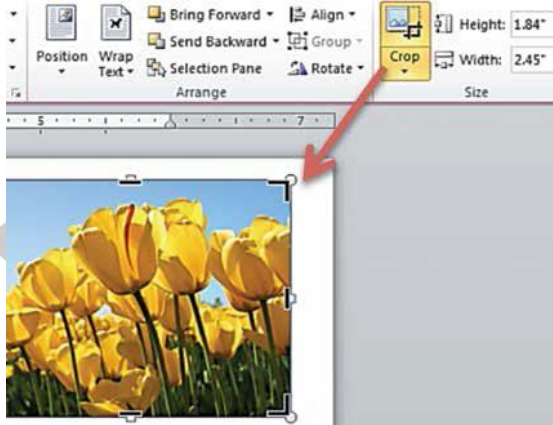 Bring Forward
Align
Height: 1.84"
Position
Wrap
Text
Send Backward
Group
Crop
Width: 2.45"
Selection Pane
Rotate
Arrange
Size
5
7